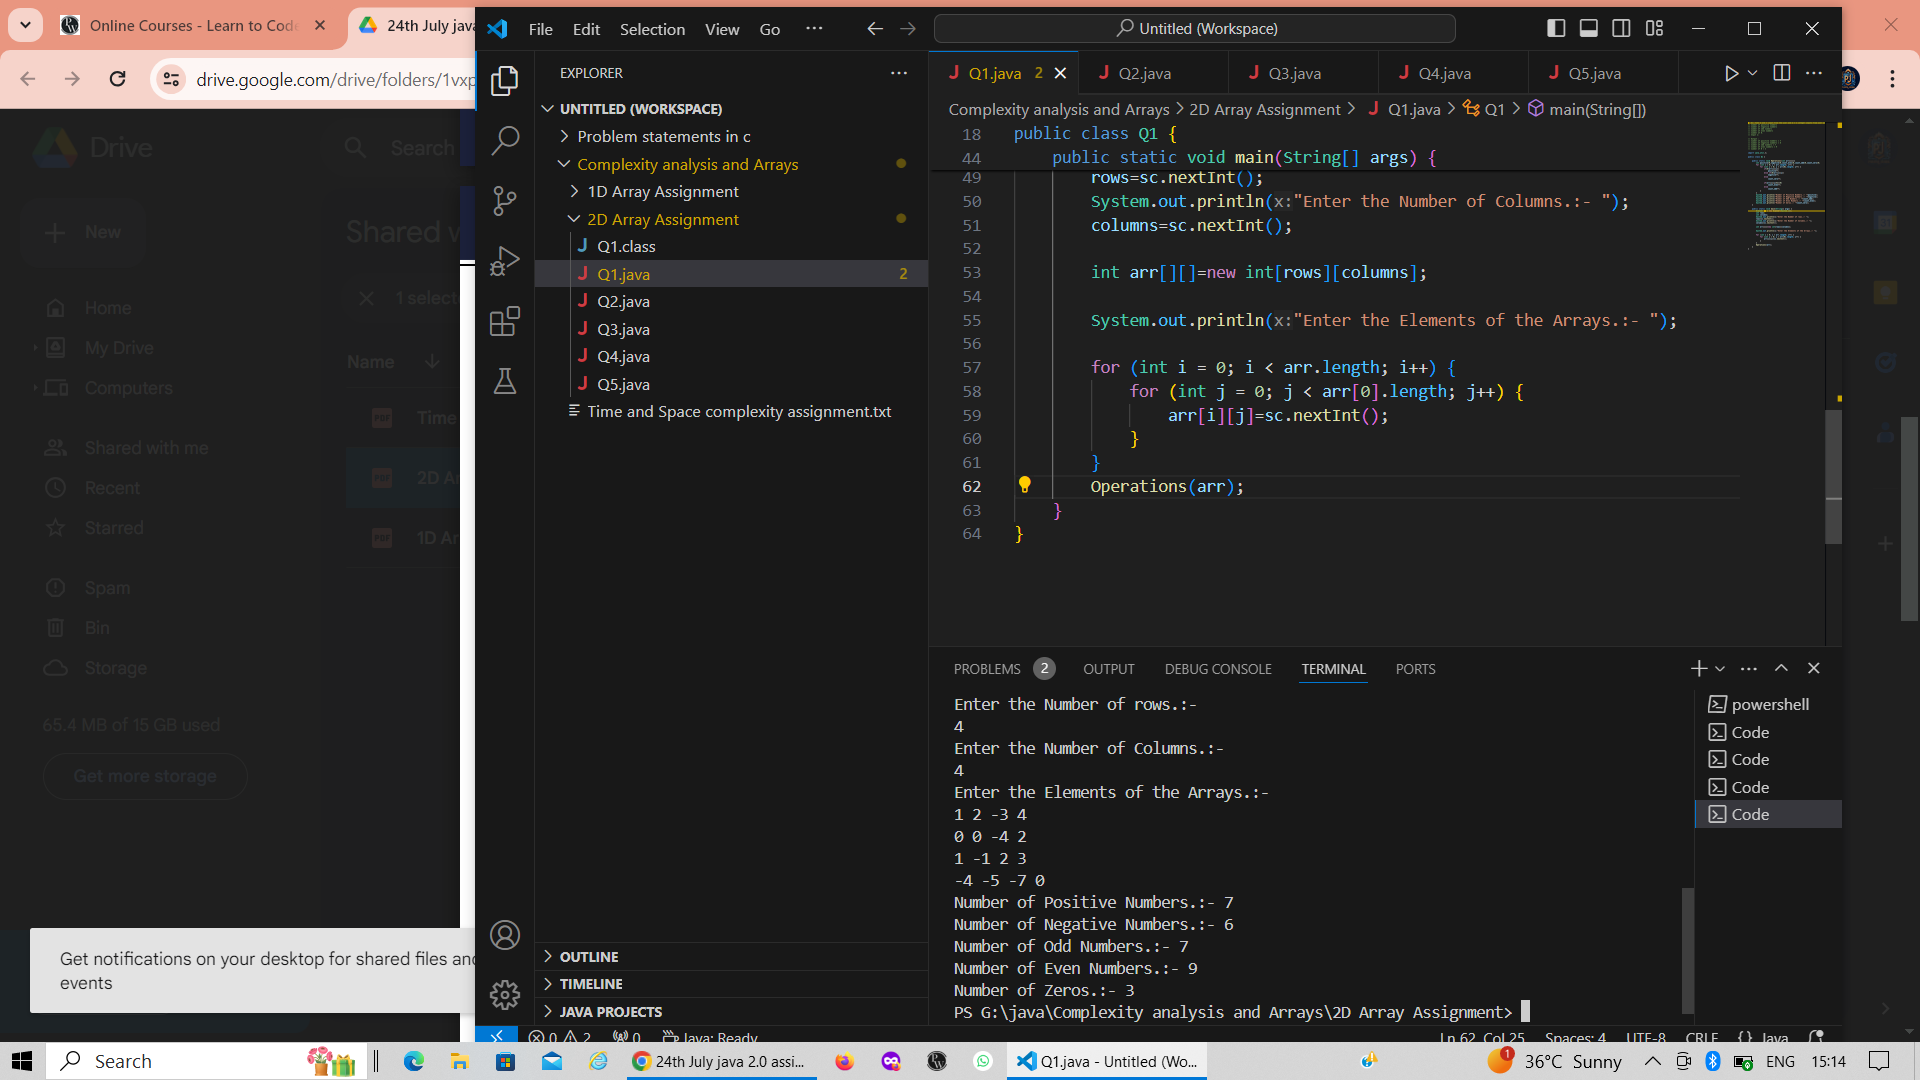 Online Courses - Learn to Cod
24th July java
drive.google.com/drive/folders/1vxp
Drive
Search
New
Shared w
1 selecte
Home
My Drive
Computers
Name
Time
Shared with me
2D Ar
Recent
Starred
1D Ar
Spam
Bin
Storage
65.4 MB of 15 GB used
Get more storage
Get notifications on your desktop for shared files and
events
File Edit Selection View Go ...
Untitled (Workspace)
EXPLORER
UNTITLED (WORKSPACE)
Problem statements in c
Complexity analysis and Arrays
1D Array Assignment
2D Array Assignment
Q1.class
Q1.java 2
Q2.java
Q3.java
Q4.java
Q5.java
Time and Space complexity assignment.txt
OUTLINE
TIMELINE
JAVA PROJECTS
Q1.java 2
Q2.java
Q3.java
Q4.java
Q5.java
Complexity analysis and Arrays > 2D Array Assignment > Q1.java > Q1 > main(String[])
18 public class Q1 {
44 public static void main(String[] args) {
49 rows=sc.nextInt();
50 System.out.println(x:"Enter the Number of Columns.:- ");
51 columns=sc.nextInt();
52
53 int arr[][]=new int[rows][columns];
54
55 System.out.println(x:"Enter the Elements of the Arrays.:- ");
56
57 for (int i = 0; i < arr.length; i++) {
58 for (int j = 0; j < arr[0].length; j++) {
59 arr[i][j]=sc.nextInt();
60 }
61 }
62 Operations(arr);
63 }
64 }
PROBLEMS 2 OUTPUT DEBUG CONSOLE TERMINAL PORTS
Enter the Number of rows.:-
4
Enter the Number of Columns.:-
4
Enter the Elements of the Arrays.:-
1 2 -3 4
0 0 -4 2
1 -1 2 3
-4 -5 -7 0
Number of Positive Numbers.:- 7
Number of Negative Numbers.:- 6
Number of Odd Numbers.:- 7
Number of Even Numbers.:- 9
Number of Zeros.:- 3
PS G:\java\Complexity analysis and Arrays\2D Array Assignment>
powershell
Code
Code
Code
Code
0 2 0 Java: Ready
Ln 62, Col 25 Spaces: 4 UTF-8 CRLF {} Java
Search
24th July java 2.0 assi...
Q1.java - Untitled (Wo...
1
36°C Sunny
ENG
15:14